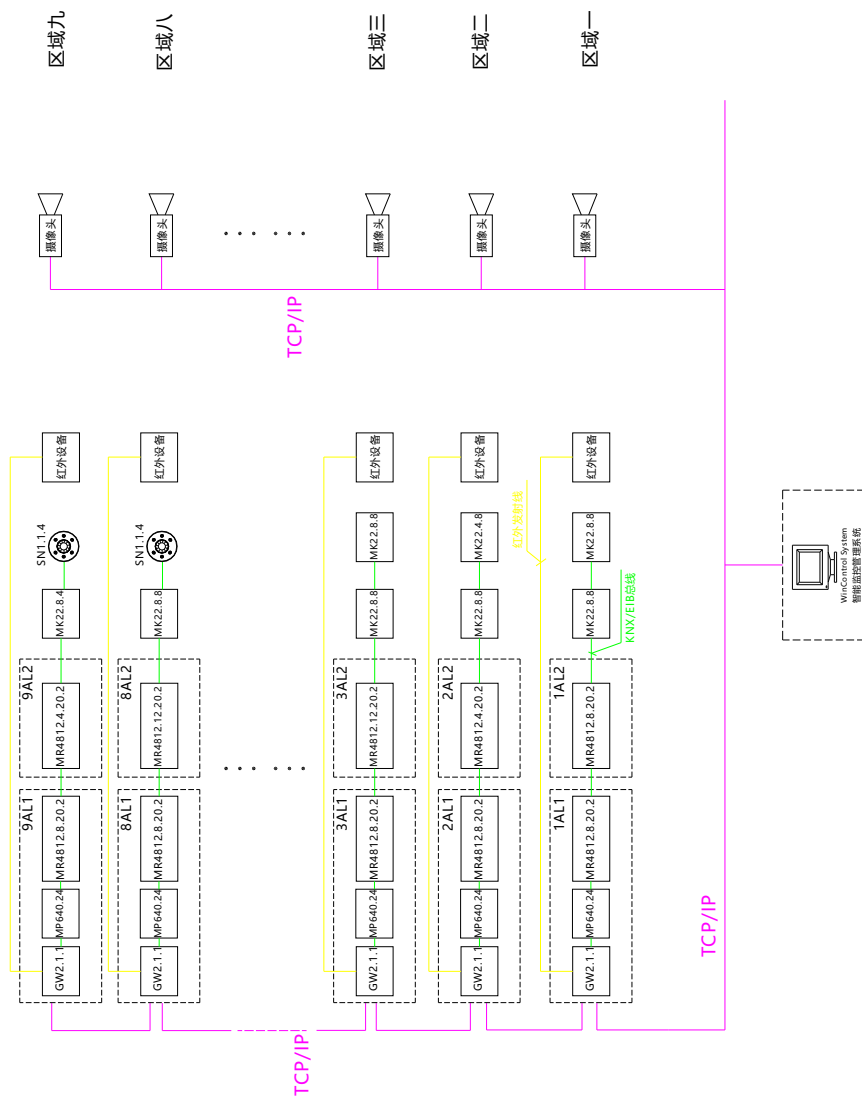 区域九
摄像头
红外设备
SN1.1.4
MK22.8.4
9AL2
MR4812.4.20.2
9AL1
MR4812.8.20.2
MP640.24
GW2.1.1
区域八
摄像头
红外设备
SN1.1.4
MK22.8.8
8AL2
MR4812.12.20.2
8AL1
MR4812.8.20.2
MP640.24
GW2.1.1
... ...
... ...
TCP/IP
TCP/IP
区域三
摄像头
红外设备
MK22.8.8
MK22.8.8
3AL2
MR4812.12.20.2
3AL1
MR4812.8.20.2
MP640.24
GW2.1.1
区域二
摄像头
红外设备
MK22.4.8
MK22.8.8
2AL2
MR4812.4.20.2
2AL1
MR4812.8.20.2
MP640.24
GW2.1.1
红外发射线
区域一
摄像头
红外设备
MK22.8.8
MK22.8.8
1AL2
MR4812.8.20.2
1AL1
MR4812.8.20.2
MP640.24
GW2.1.1
KNX/EIB总线
TCP/IP
WinControl System
智能监控管理系统